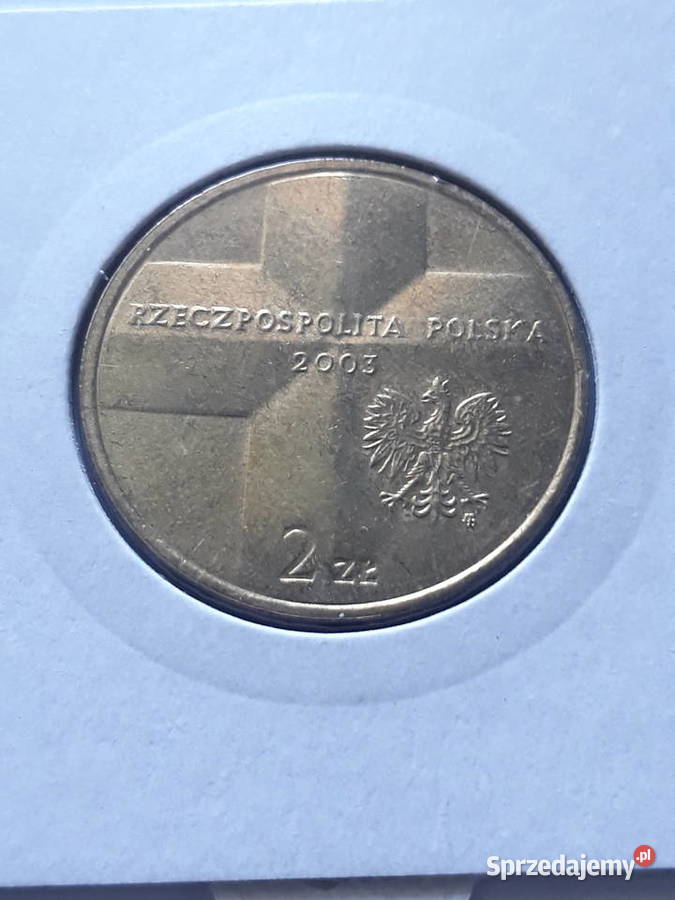 RZECZPOSPOLITA POLSKA
2003
2 ZŁ
Sprzedajemy.pl